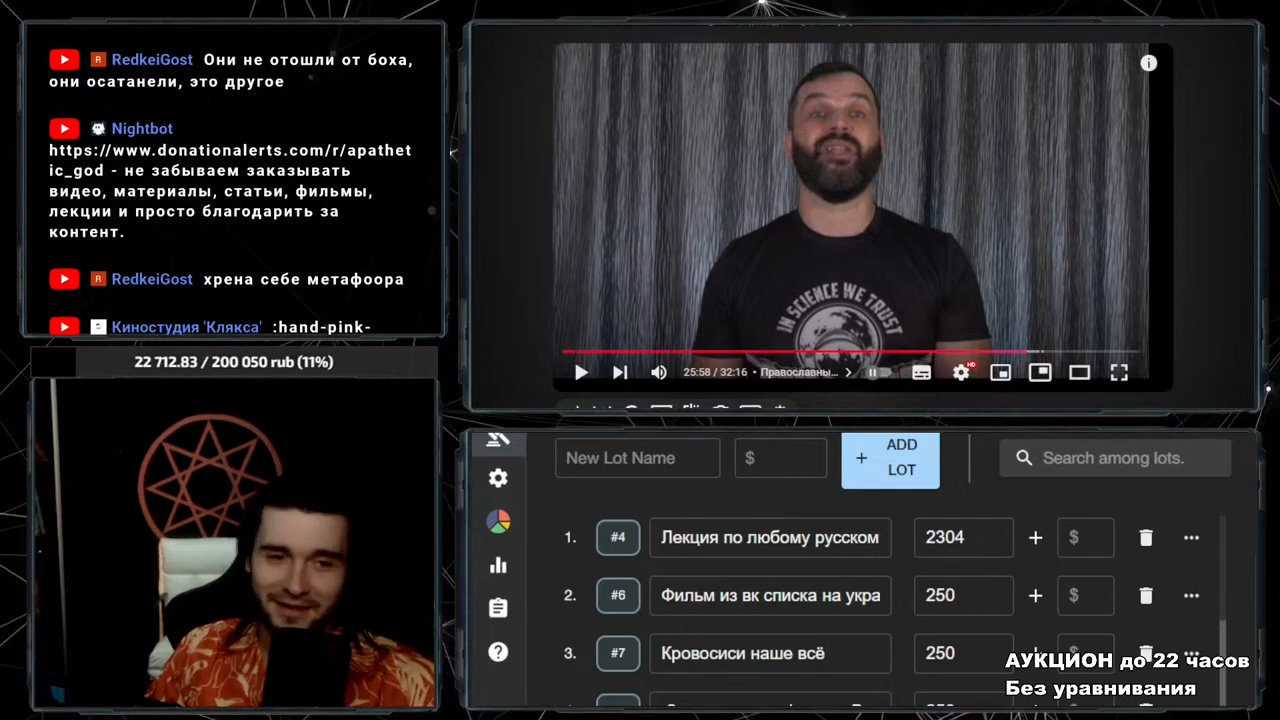 RedkeiGost Они не отошли от боха,
они осатанели, это другое
Nightbot
https://www.donationalerts.com/r/apathet
ic_god - не забываем заказывать
видео, материалы, статьи, фильмы,
лекции и просто благодарить за
контент.
RedkeiGost хрена себе метафоора
Киностудия 'Клякса' :hand-pink-
22 712.83 / 200 050 rub (11%)
IN SCIENCE WE TRUST
25:58 / 32:16 • Православны...
HD
New Lot Name
$
+ ADD
LOT
Search among lots.
1. #4 Лекция по любому русском 2304 + $
2. #6 Фильм из вк списка на укра 250 + $
3. #7 Кровосиси наше всё 250
АУКЦИОН до 22 часов
Без уравнивания